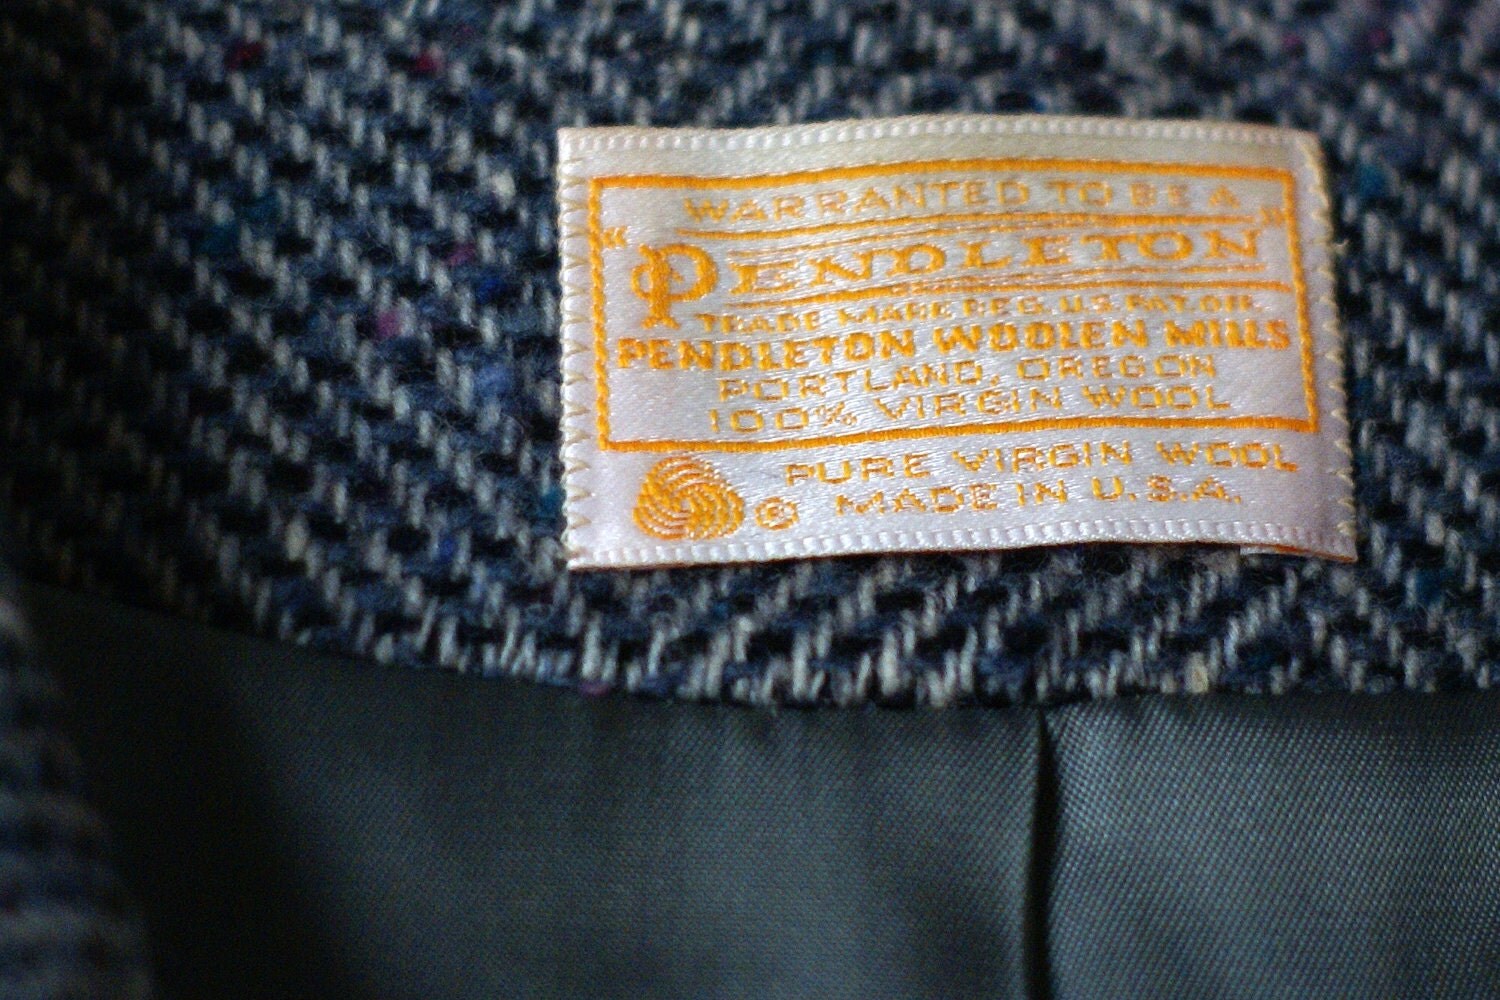 WARRANTED TO BE A
"PENDLETON"
TRADE MARK REG. U.S. PAT. OFF.
PENDLETON WOOLEN MILLS
PORTLAND, OREGON
100% VIRGIN WOOL
PURE VIRGIN WOOL
® MADE IN U.S.A.